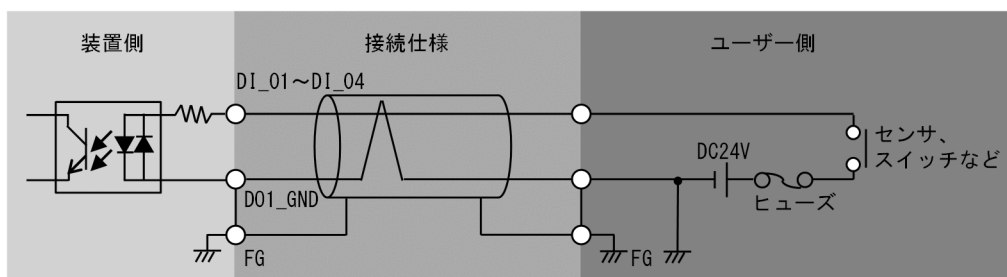 装置側
接続仕様
ユーザー側
DI_01～DI_04
DC24V
センサ、
スイッチなど
ヒューズ
D01_GND
FG
FG